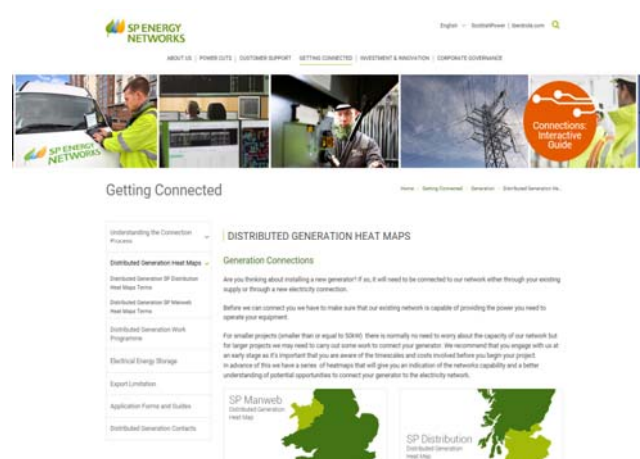 SP ENERGY
NETWORKS
English
ScottishPower | Iberdrola.com
ABOUT US | POWER CUTS | CUSTOMER SUPPORT | GETTING CONNECTED | INVESTMENT & INNOVATION | CORPORATE GOVERNANCE
SP ENERGY
NETWORKS
Connections:
Interactive
Guide
Getting Connected
Home
Getting Connected
Generation
Distributed Generation He...
Understanding the Connection
Process
Distributed Generation Heat Maps
Distributed Generation SP Distribution
Heat Maps Terms
Distributed Generation SP Manweb
Heat Maps Terms
Distributed Generation Work
Programme
Electrical Energy Storage
Export Limitation
Application Forms and Guides
Distributed Generation Contacts
DISTRIBUTED GENERATION HEAT MAPS
Generation Connections
Are you thinking about installing a new generator? If so, it will need to be connected to our network either through your existing
supply or through a new electricity connection.
Before we can connect you we have to make sure that our existing network is capable of providing the power you need to
operate your equipment.
For smaller projects (smaller than or equal to 50kW) there is normally no need to worry about the capacity of our network but
for larger projects we may need to carry out some work to connect your generator. We recommend that you engage with us at
an early stage as it's important that you are aware of the timescales and costs involved before you begin your project.
In advance of this we have a series of heatmaps that will give you an indication of the networks capability and a better
understanding of potential opportunities to connect your generator to the electricity network.
SP Manweb
Distributed Generation
Heat Map
SP Distribution
Distributed Generation
Heat Map